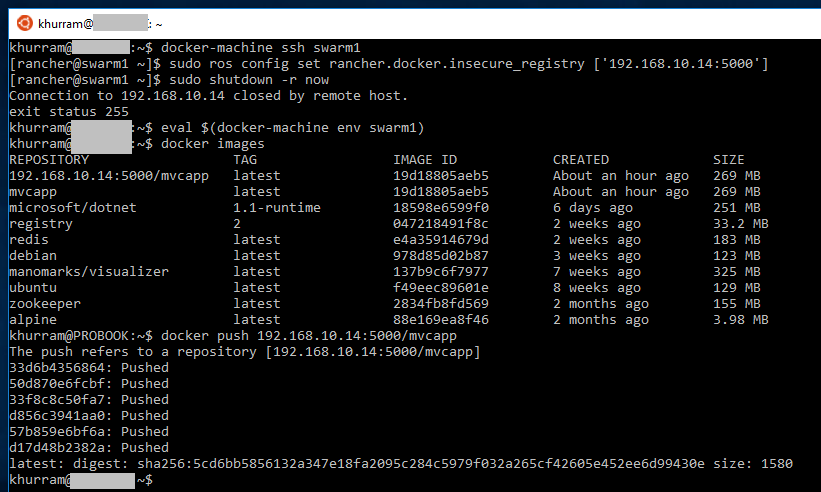 khurram@ : ~
khurram@ :~$ docker-machine ssh swarm1
[rancher@swarm1 ~]$ sudo ros config set rancher.docker.insecure_registry ['192.168.10.14:5000']
[rancher@swarm1 ~]$ sudo shutdown -r now
Connection to 192.168.10.14 closed by remote host.
exit status 255
khurram@ :~$ eval $(docker-machine env swarm1)
khurram@ :~$ docker images
REPOSITORY TAG IMAGE ID CREATED SIZE
192.168.10.14:5000/mvcapp latest 19d18805aeb5 About an hour ago 269 MB
mvcapp latest 19d18805aeb5 About an hour ago 269 MB
microsoft/dotnet 1.1-runtime 18598e6599f0 6 days ago 251 MB
registry 2 047218491f8c 2 weeks ago 33.2 MB
redis latest e4a35914679d 2 weeks ago 183 MB
debian latest 978d85d02b87 3 weeks ago 123 MB
manomarks/visualizer latest 137b9c6f7977 7 weeks ago 325 MB
ubuntu latest f49eec89601e 8 weeks ago 129 MB
zookeeper latest 2834fb8fd569 2 months ago 155 MB
alpine latest 88e169ea8f46 2 months ago 3.98 MB
khurram@PROBOOK:~$ docker push 192.168.10.14:5000/mvcapp
The push refers to a repository [192.168.10.14:5000/mvcapp]
33d6b4356864: Pushed
50d870e6fcbf: Pushed
33f8c8c50fa7: Pushed
d856c3941aa0: Pushed
57b859e6bf6a: Pushed
d17d48b2382a: Pushed
latest: digest: sha256:5cd6bb5856132a347e18fa2095c284c5979f032a265cf42605e452ee6d99430e size: 1580
khurram@ ~$